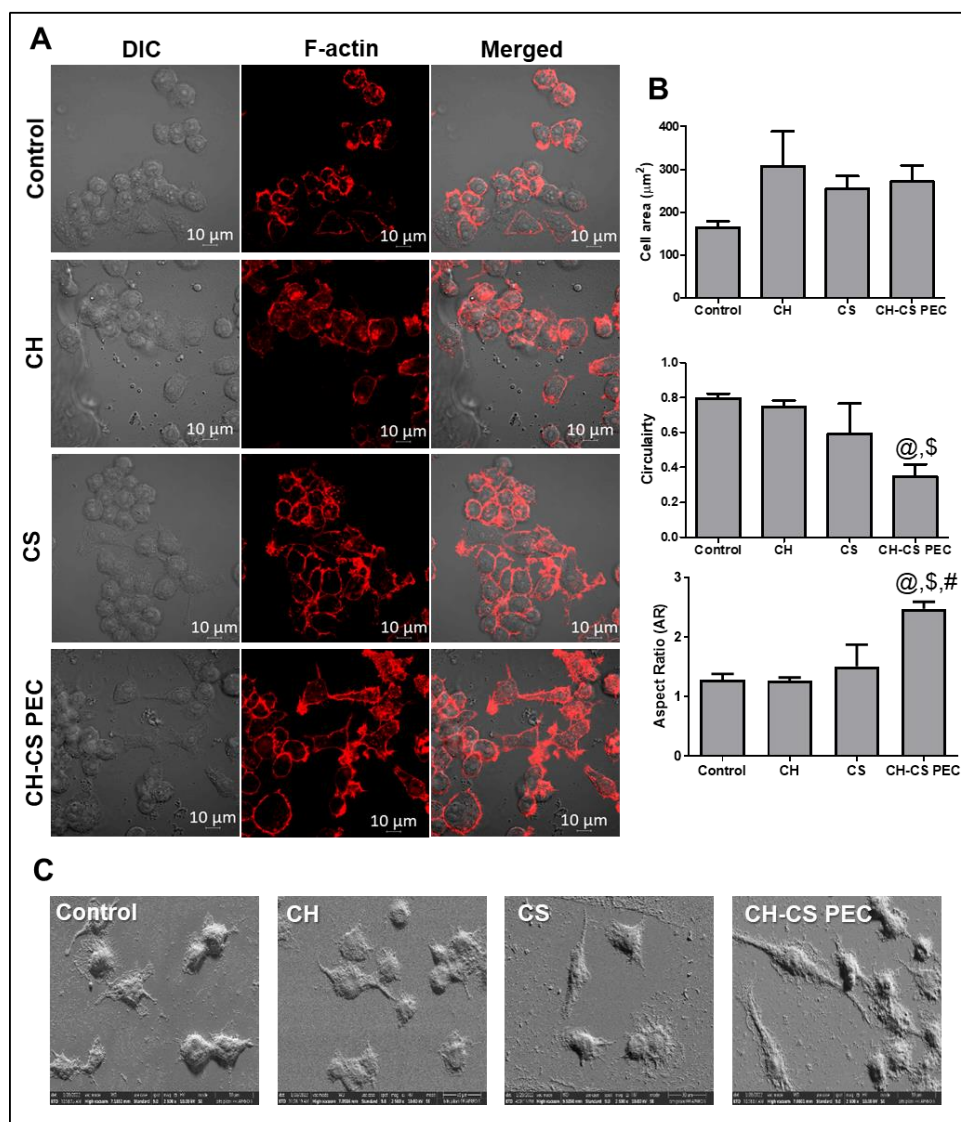 A
DIC F-actin Merged
Control
10 µm 10 µm 10 µm
CH
10 µm 10 µm 10 µm
CS
10 µm 10 µm 10 µm
CH-CS PEC
10 µm 10 µm 10 µm
B
Cell area (µm²)
400
300
200
100
0
Control CH CS CH-CS PEC
Circulairty
0.8
0.6
0.4
0.2
0.0
@,$
Control CH CS CH-CS PEC
Aspect Ratio (AR)
3
2
1
0
@,$,#
Control CH CS CH-CS PEC
C
Control CH CS CH-CS PEC